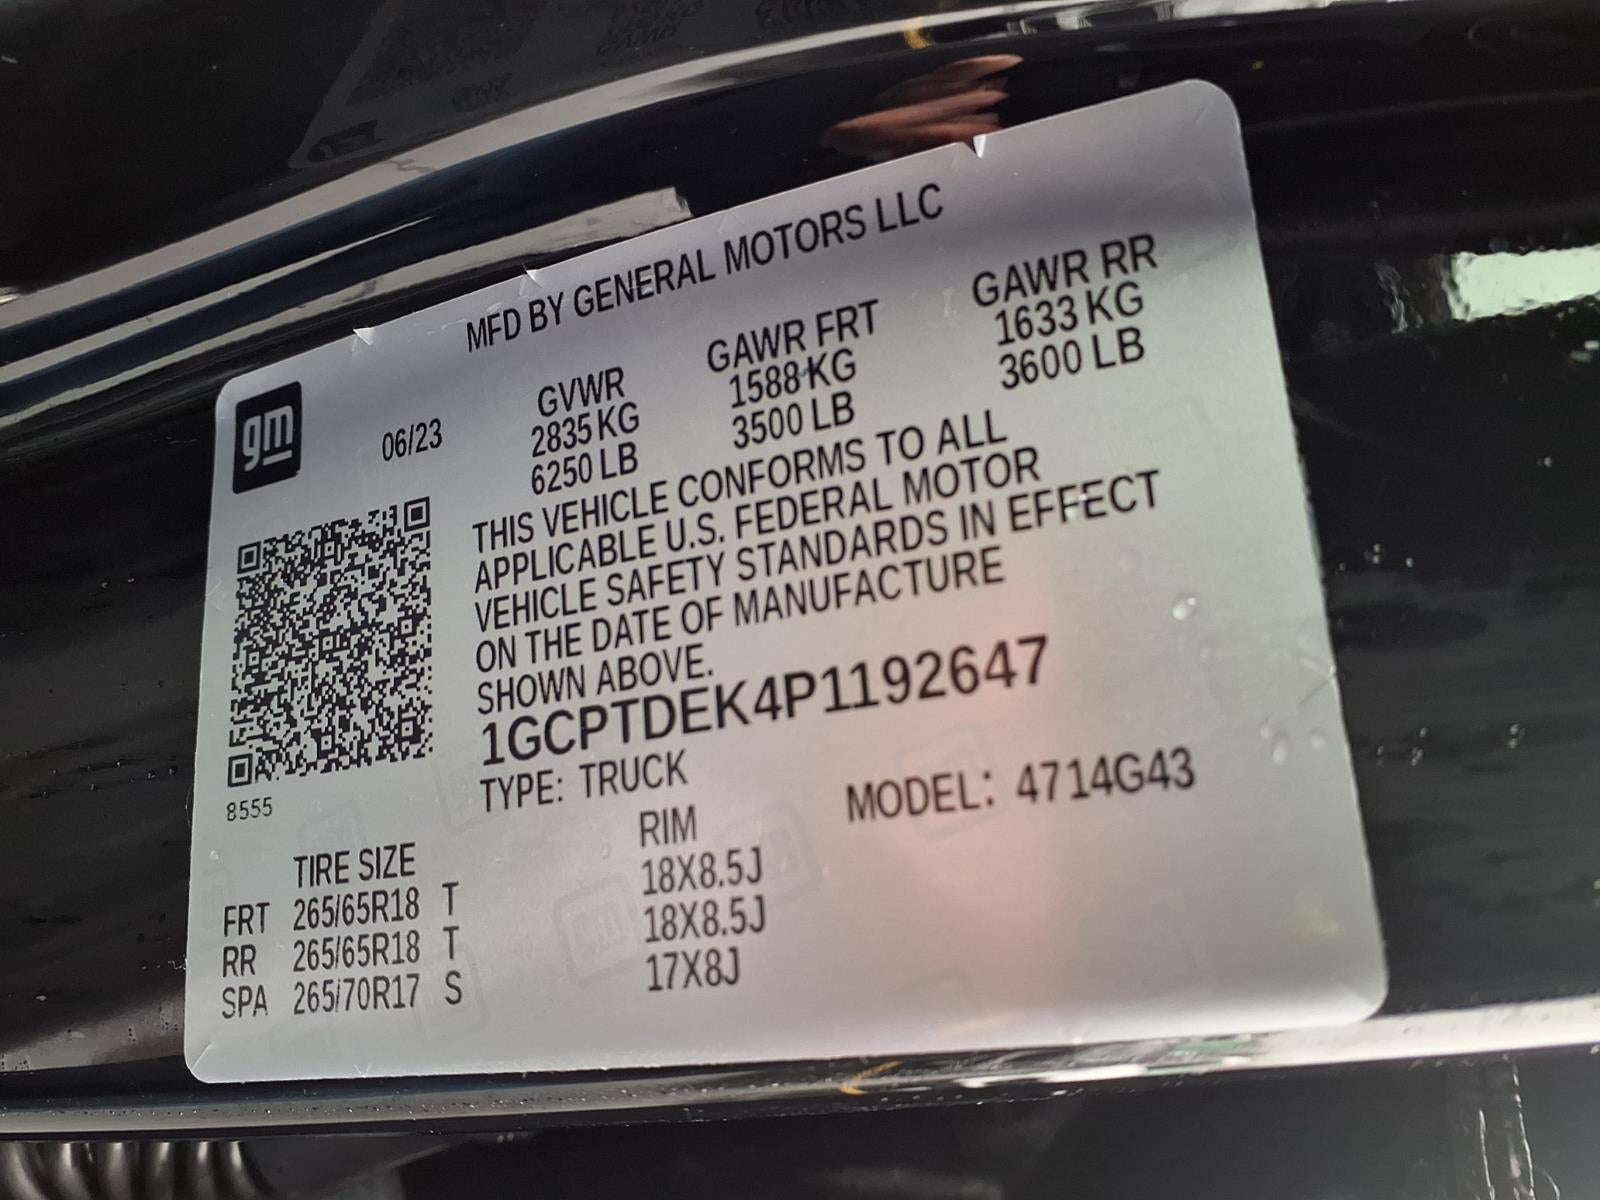 MFD BY GENERAL MOTORS LLC
gm
06/23
GVWR GAWR FRT GAWR RR
2835 KG 1588 KG 1633 KG
6250 LB 3500 LB 3600 LB
THIS VEHICLE CONFORMS TO ALL
APPLICABLE U.S. FEDERAL MOTOR
VEHICLE SAFETY STANDARDS IN EFFECT
ON THE DATE OF MANUFACTURE
SHOWN ABOVE.
1GCPTDEK4P1192647
8555
TYPE: TRUCK MODEL: 4714G43
TIRE SIZE RIM
FRT 265/65R18 T 18X8.5J
RR 265/65R18 T 18X8.5J
SPA 265/70R17 S 17X8J